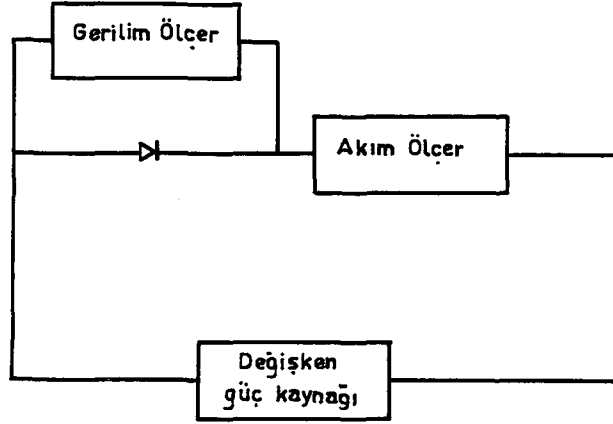 Gerilim Ölçer
Akım Ölçer
Değişken
güç kaynağı